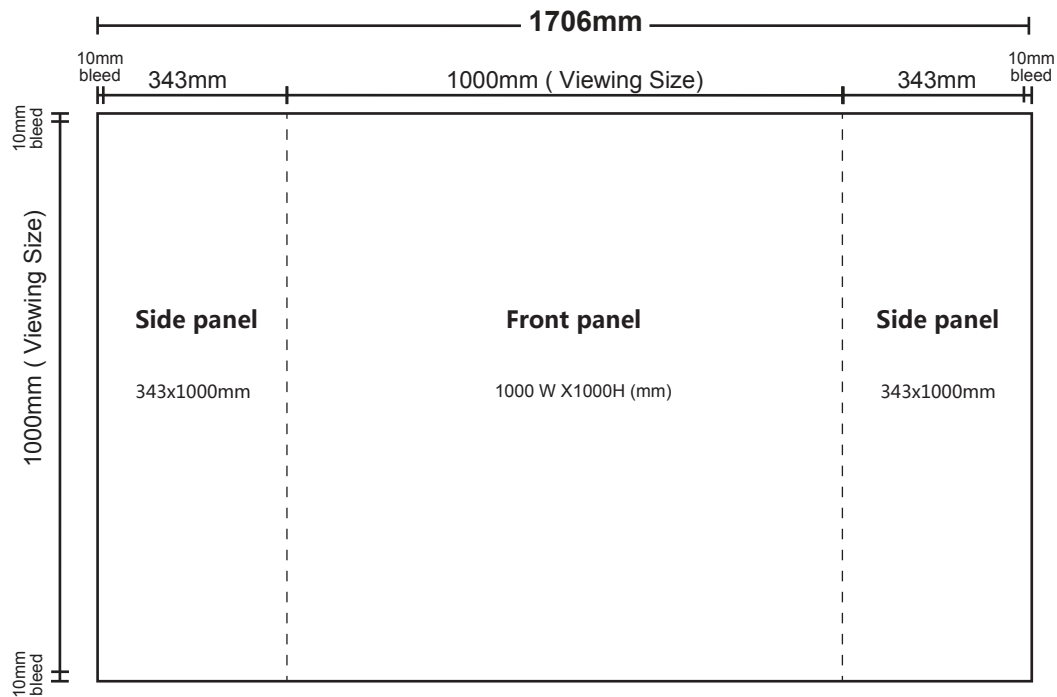 1706mm
10mm
bleed
343mm
1000mm ( Viewing Size)
343mm
10mm
bleed
10mm
bleed
1000mm ( Viewing Size)
Side panel
Front panel
Side panel
343x1000mm
1000 W X1000H (mm)
343x1000mm
10mm
bleed